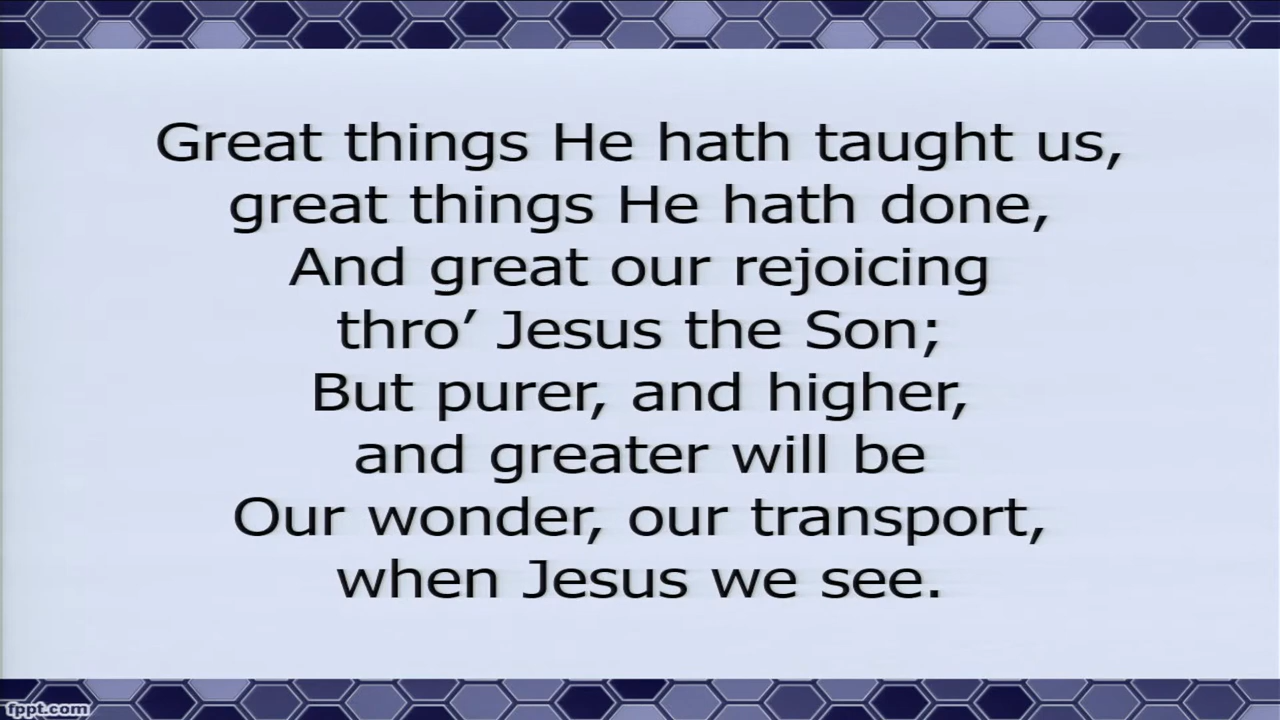 Great things He hath taught us,
great things He hath done,
And great our rejoicing
thro’ Jesus the Son;
But purer, and higher,
and greater will be
Our wonder, our transport,
when Jesus we see.
fppt.com